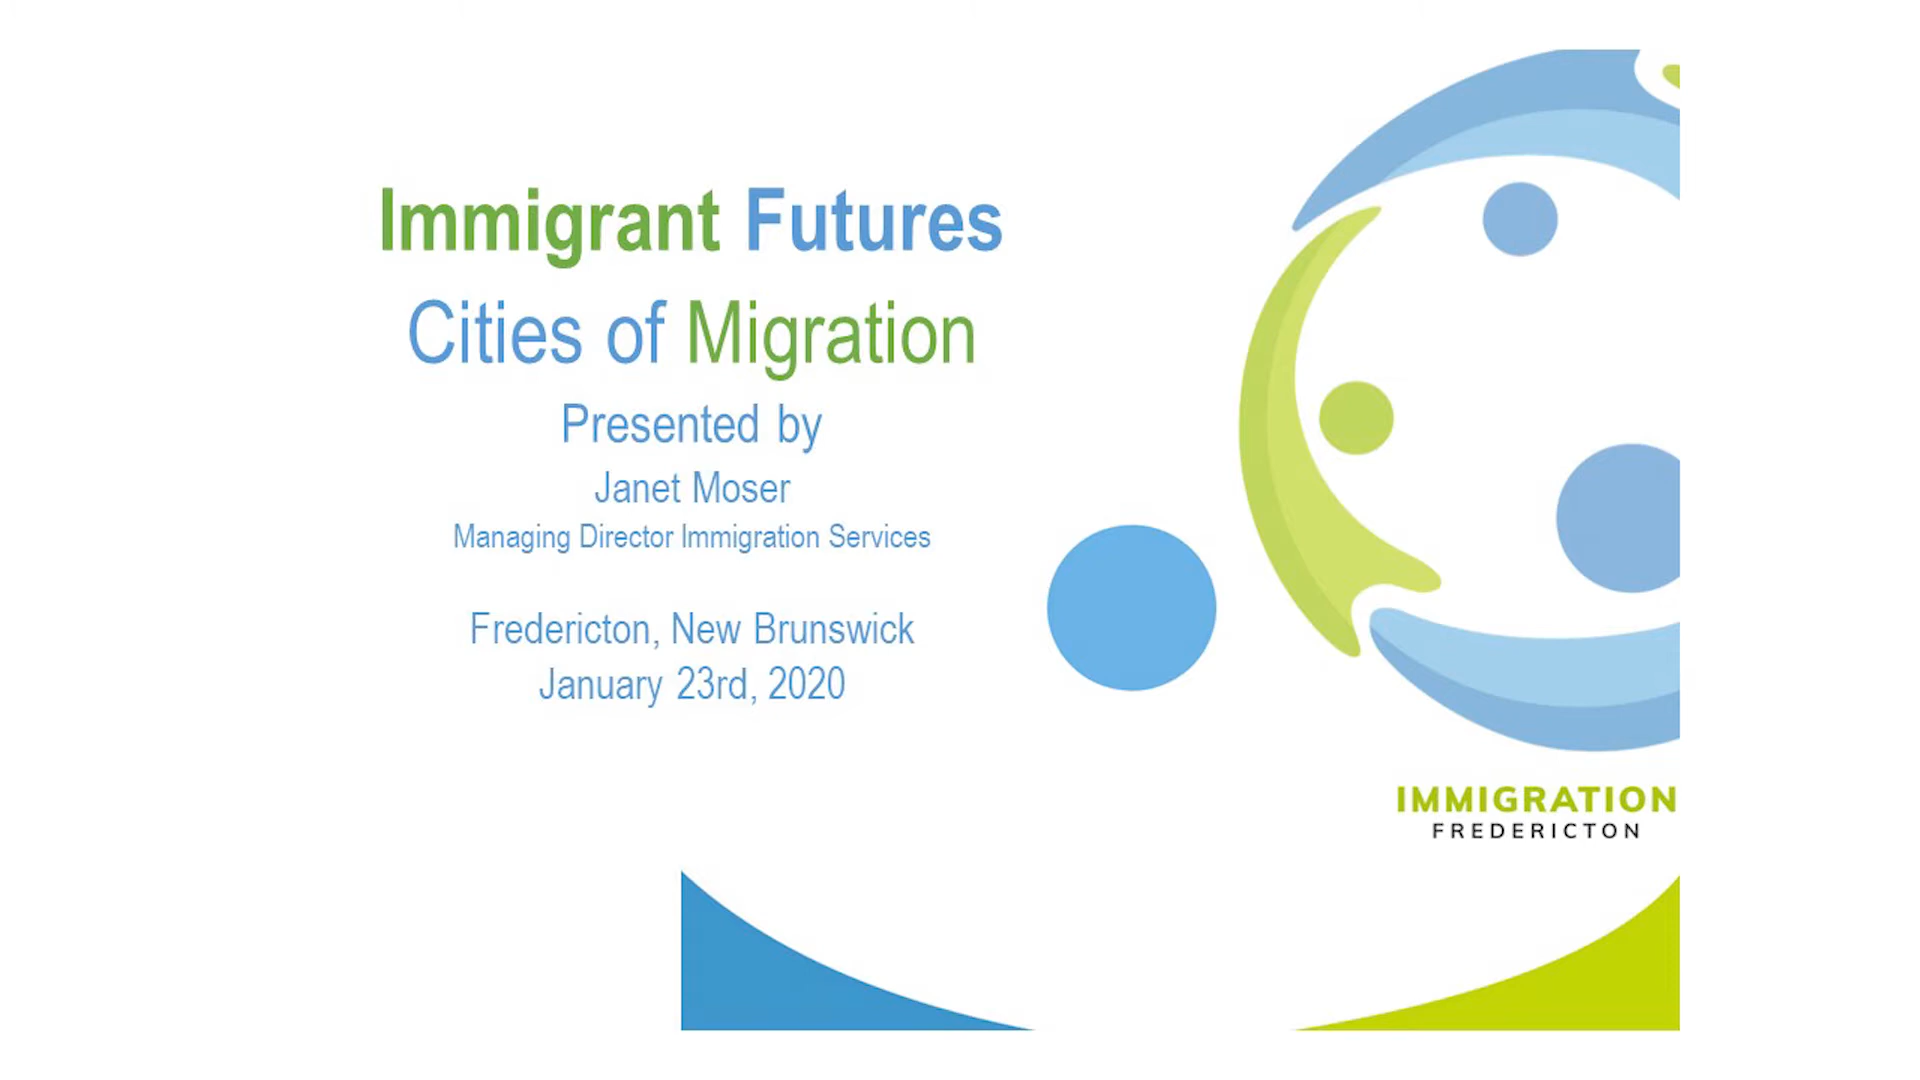 Immigrant Futures
Cities of Migration
Presented by
Janet Moser
Managing Director Immigration Services
Fredericton, New Brunswick
January 23rd, 2020
IMMIGRATION
FREDERICTON